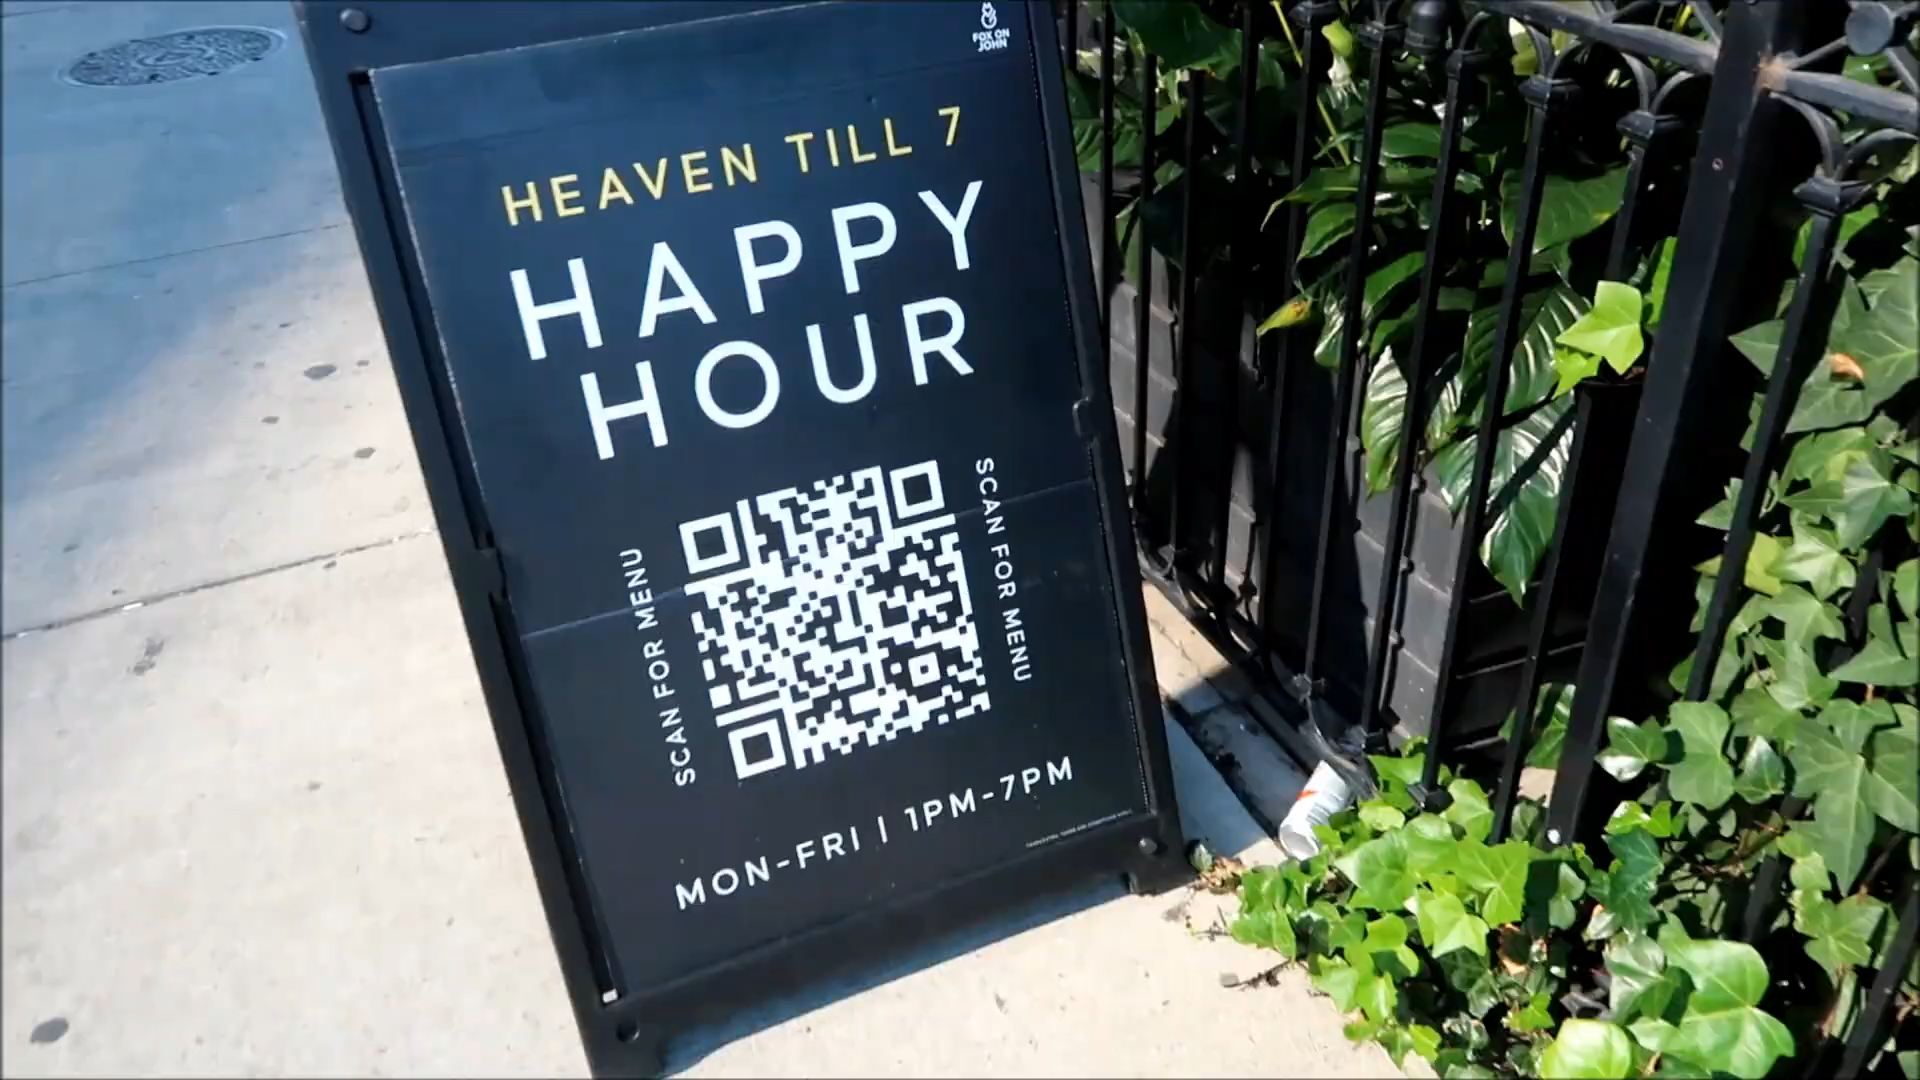 FOX ON
JOHN
HEAVEN TILL 7
HAPPY
HOUR
SCAN FOR MENU
SCAN FOR MENU
MON-FRI | 1PM-7PM